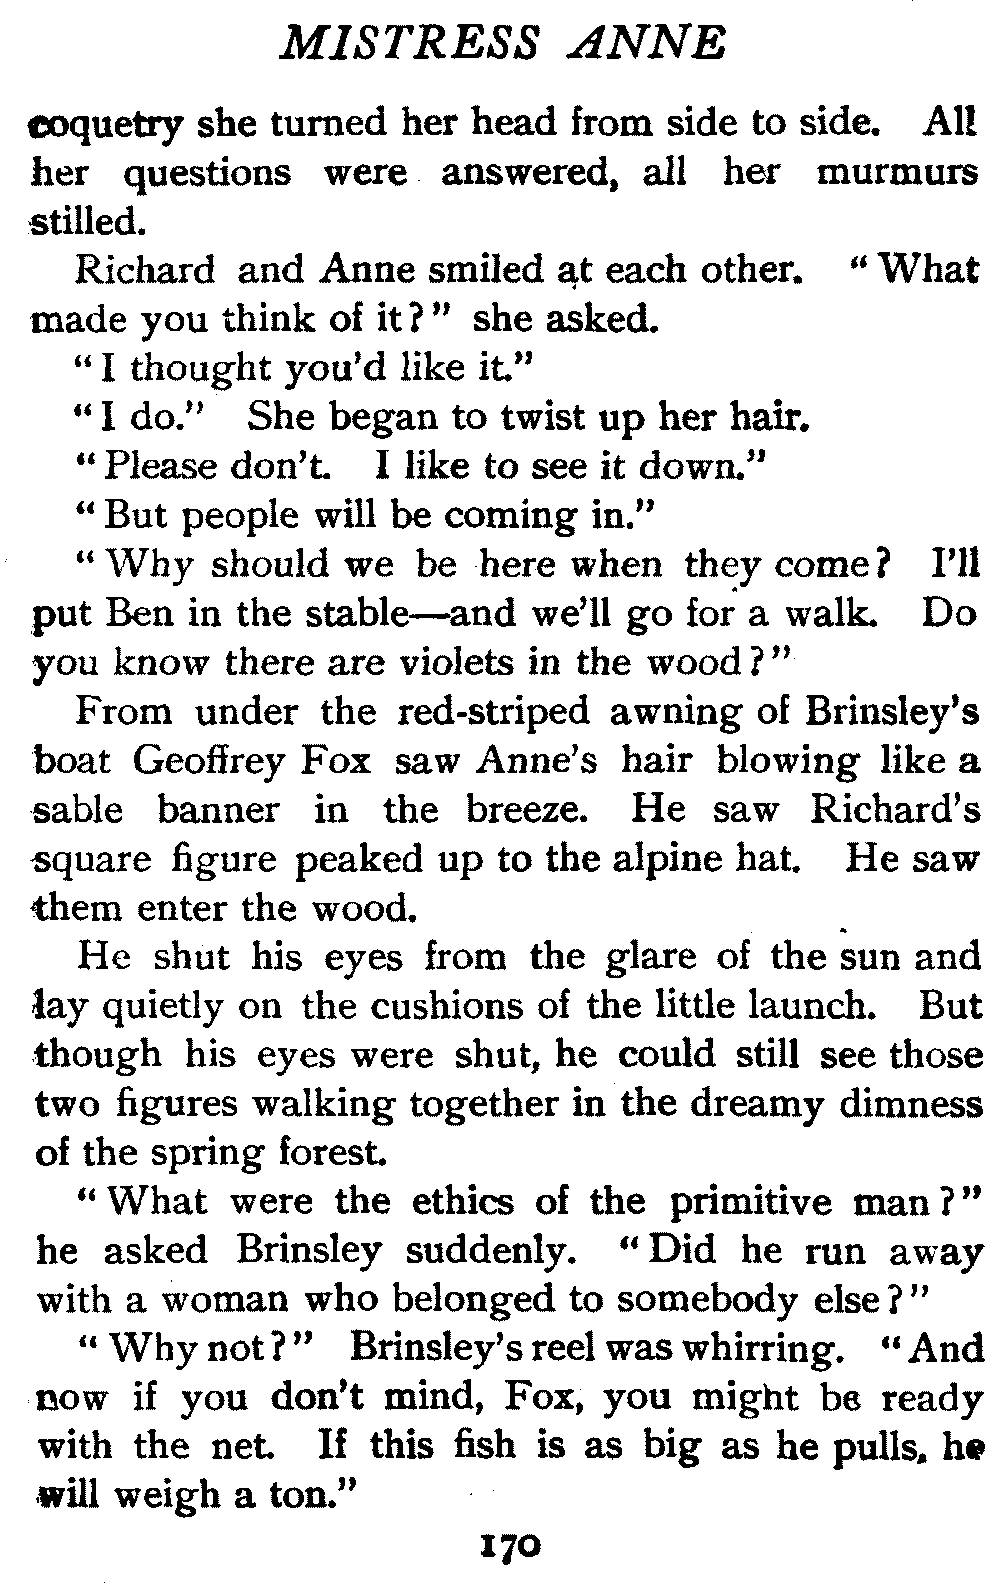 MISTRESS ANNE
coquetry she turned her head from side to side. All
her questions were answered, all her murmurs
stilled.
Richard and Anne smiled at each other. "What
made you think of it?" she asked.
"I thought you'd like it."
"I do." She began to twist up her hair.
"Please don't. I like to see it down."
"But people will be coming in."
"Why should we be here when they come? I'll
put Ben in the stable—and we'll go for a walk. Do
you know there are violets in the wood?"
From under the red-striped awning of Brinsley's
boat Geoffrey Fox saw Anne's hair blowing like a
sable banner in the breeze. He saw Richard's
square figure peaked up to the alpine hat. He saw
them enter the wood.
He shut his eyes from the glare of the sun and
lay quietly on the cushions of the little launch. But
though his eyes were shut, he could still see those
two figures walking together in the dreamy dimness
of the spring forest.
"What were the ethics of the primitive man?"
he asked Brinsley suddenly. "Did he run away
with a woman who belonged to somebody else?"
"Why not?" Brinsley's reel was whirring. "And
now if you don't mind, Fox, you might be ready
with the net. If this fish is as big as he pulls, he
will weigh a ton."
170